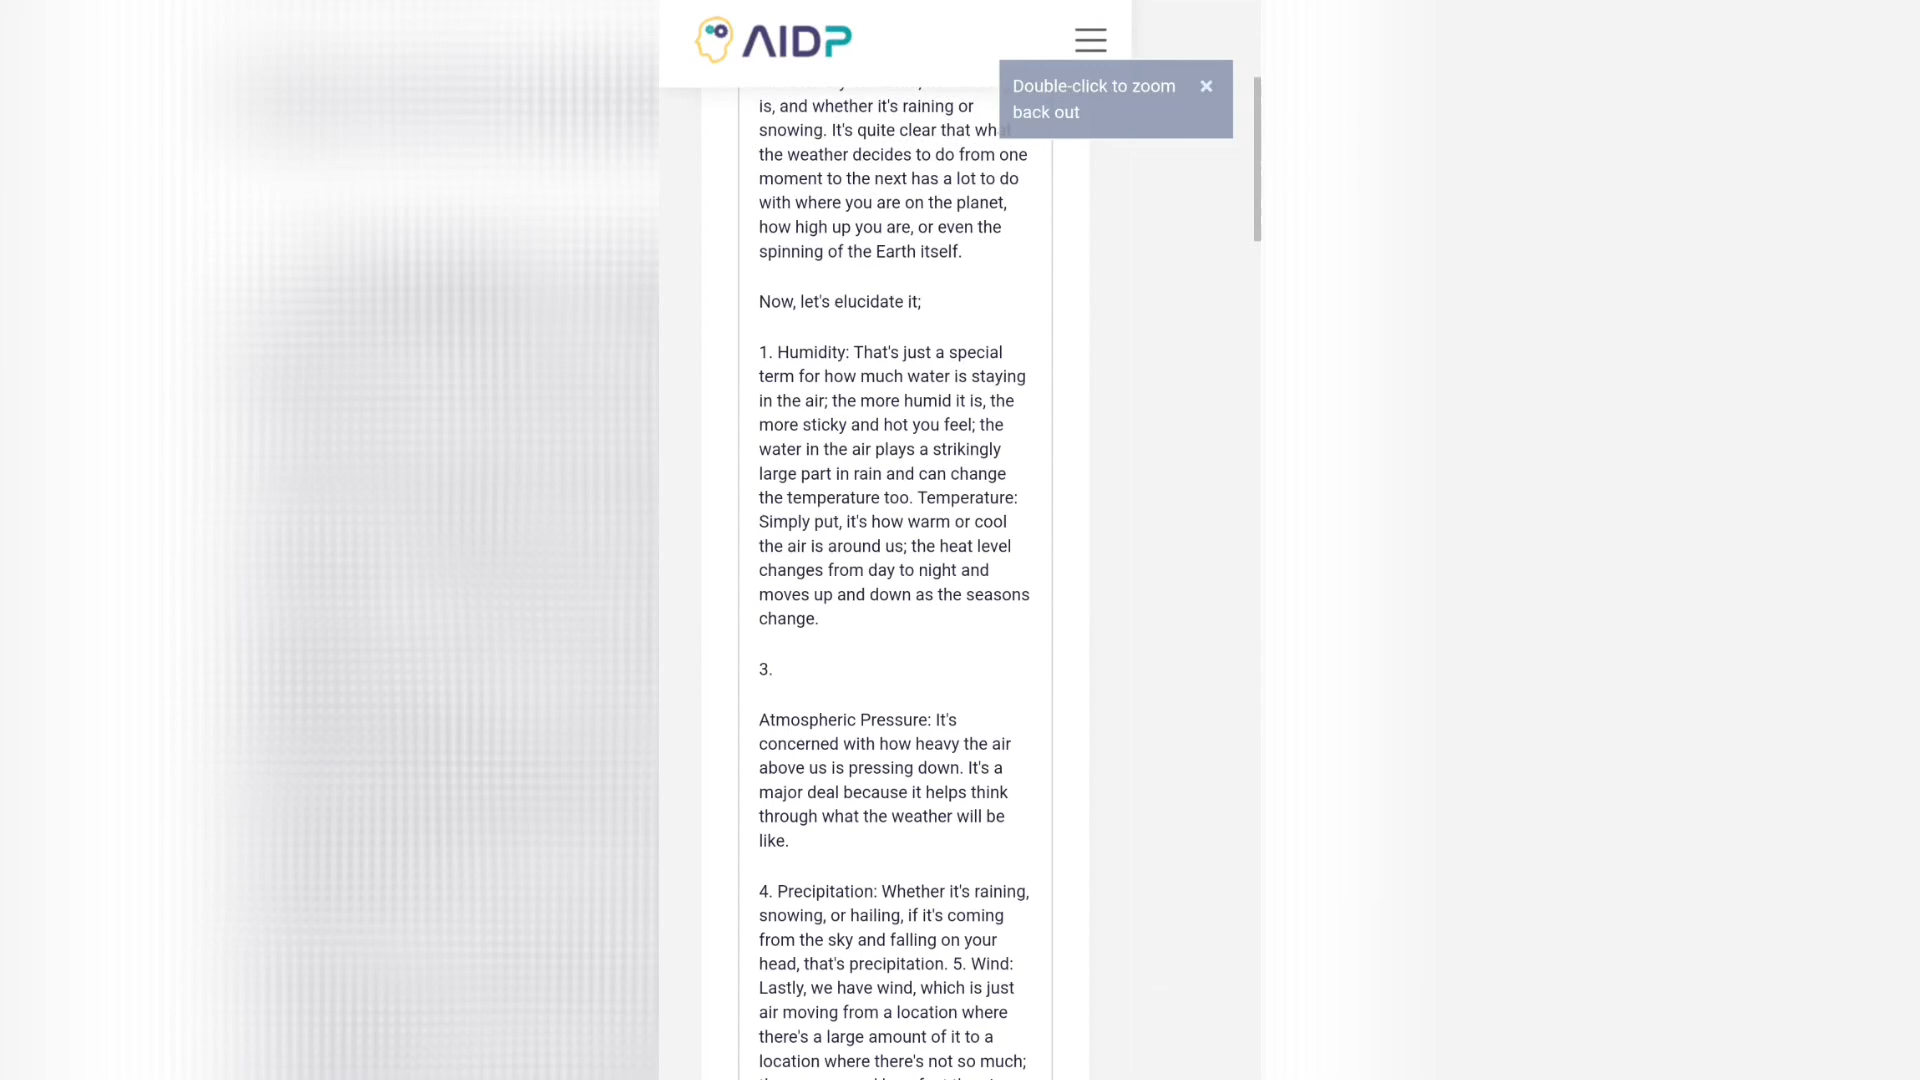 AIDP
Double-click to zoom
back out
is, and whether it's raining or
snowing. It's quite clear that what
the weather decides to do from one
moment to the next has a lot to do
with where you are on the planet,
how high up you are, or even the
spinning of the Earth itself.
Now, let's elucidate it;
1. Humidity: That's just a special
term for how much water is staying
in the air; the more humid it is, the
more sticky and hot you feel; the
water in the air plays a strikingly
large part in rain and can change
the temperature too. Temperature:
Simply put, it's how warm or cool
the air is around us; the heat level
changes from day to night and
moves up and down as the seasons
change.
3.
Atmospheric Pressure: It's
concerned with how heavy the air
above us is pressing down. It's a
major deal because it helps think
through what the weather will be
like.
4. Precipitation: Whether it's raining,
snowing, or hailing, if it's coming
from the sky and falling on your
head, that's precipitation. 5. Wind:
Lastly, we have wind, which is just
air moving from a location where
there's a large amount of it to a
location where there's not so much;